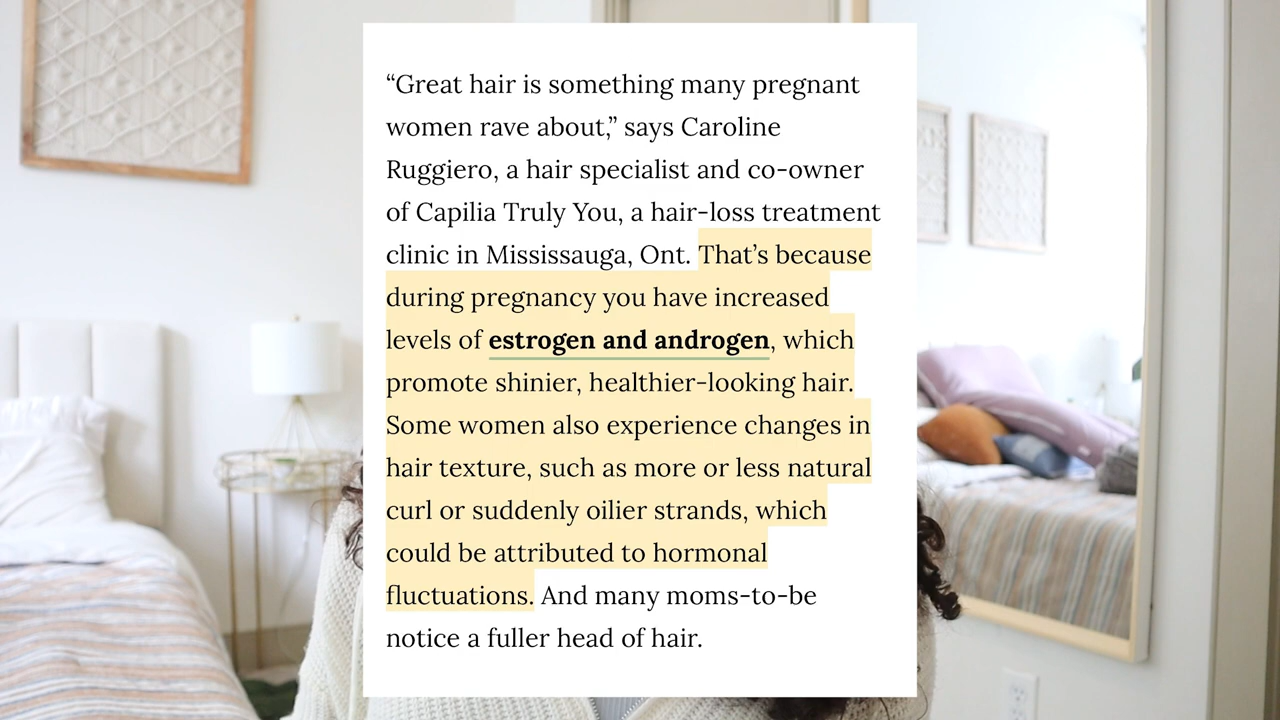 “Great hair is something many pregnant
women rave about,” says Caroline
Ruggiero, a hair specialist and co-owner
of Capilia Truly You, a hair-loss treatment
clinic in Mississauga, Ont. That’s because
during pregnancy you have increased
levels of estrogen and androgen, which
promote shinier, healthier-looking hair.
Some women also experience changes in
hair texture, such as more or less natural
curl or suddenly oilier strands, which
could be attributed to hormonal
fluctuations. And many moms-to-be
notice a fuller head of hair.